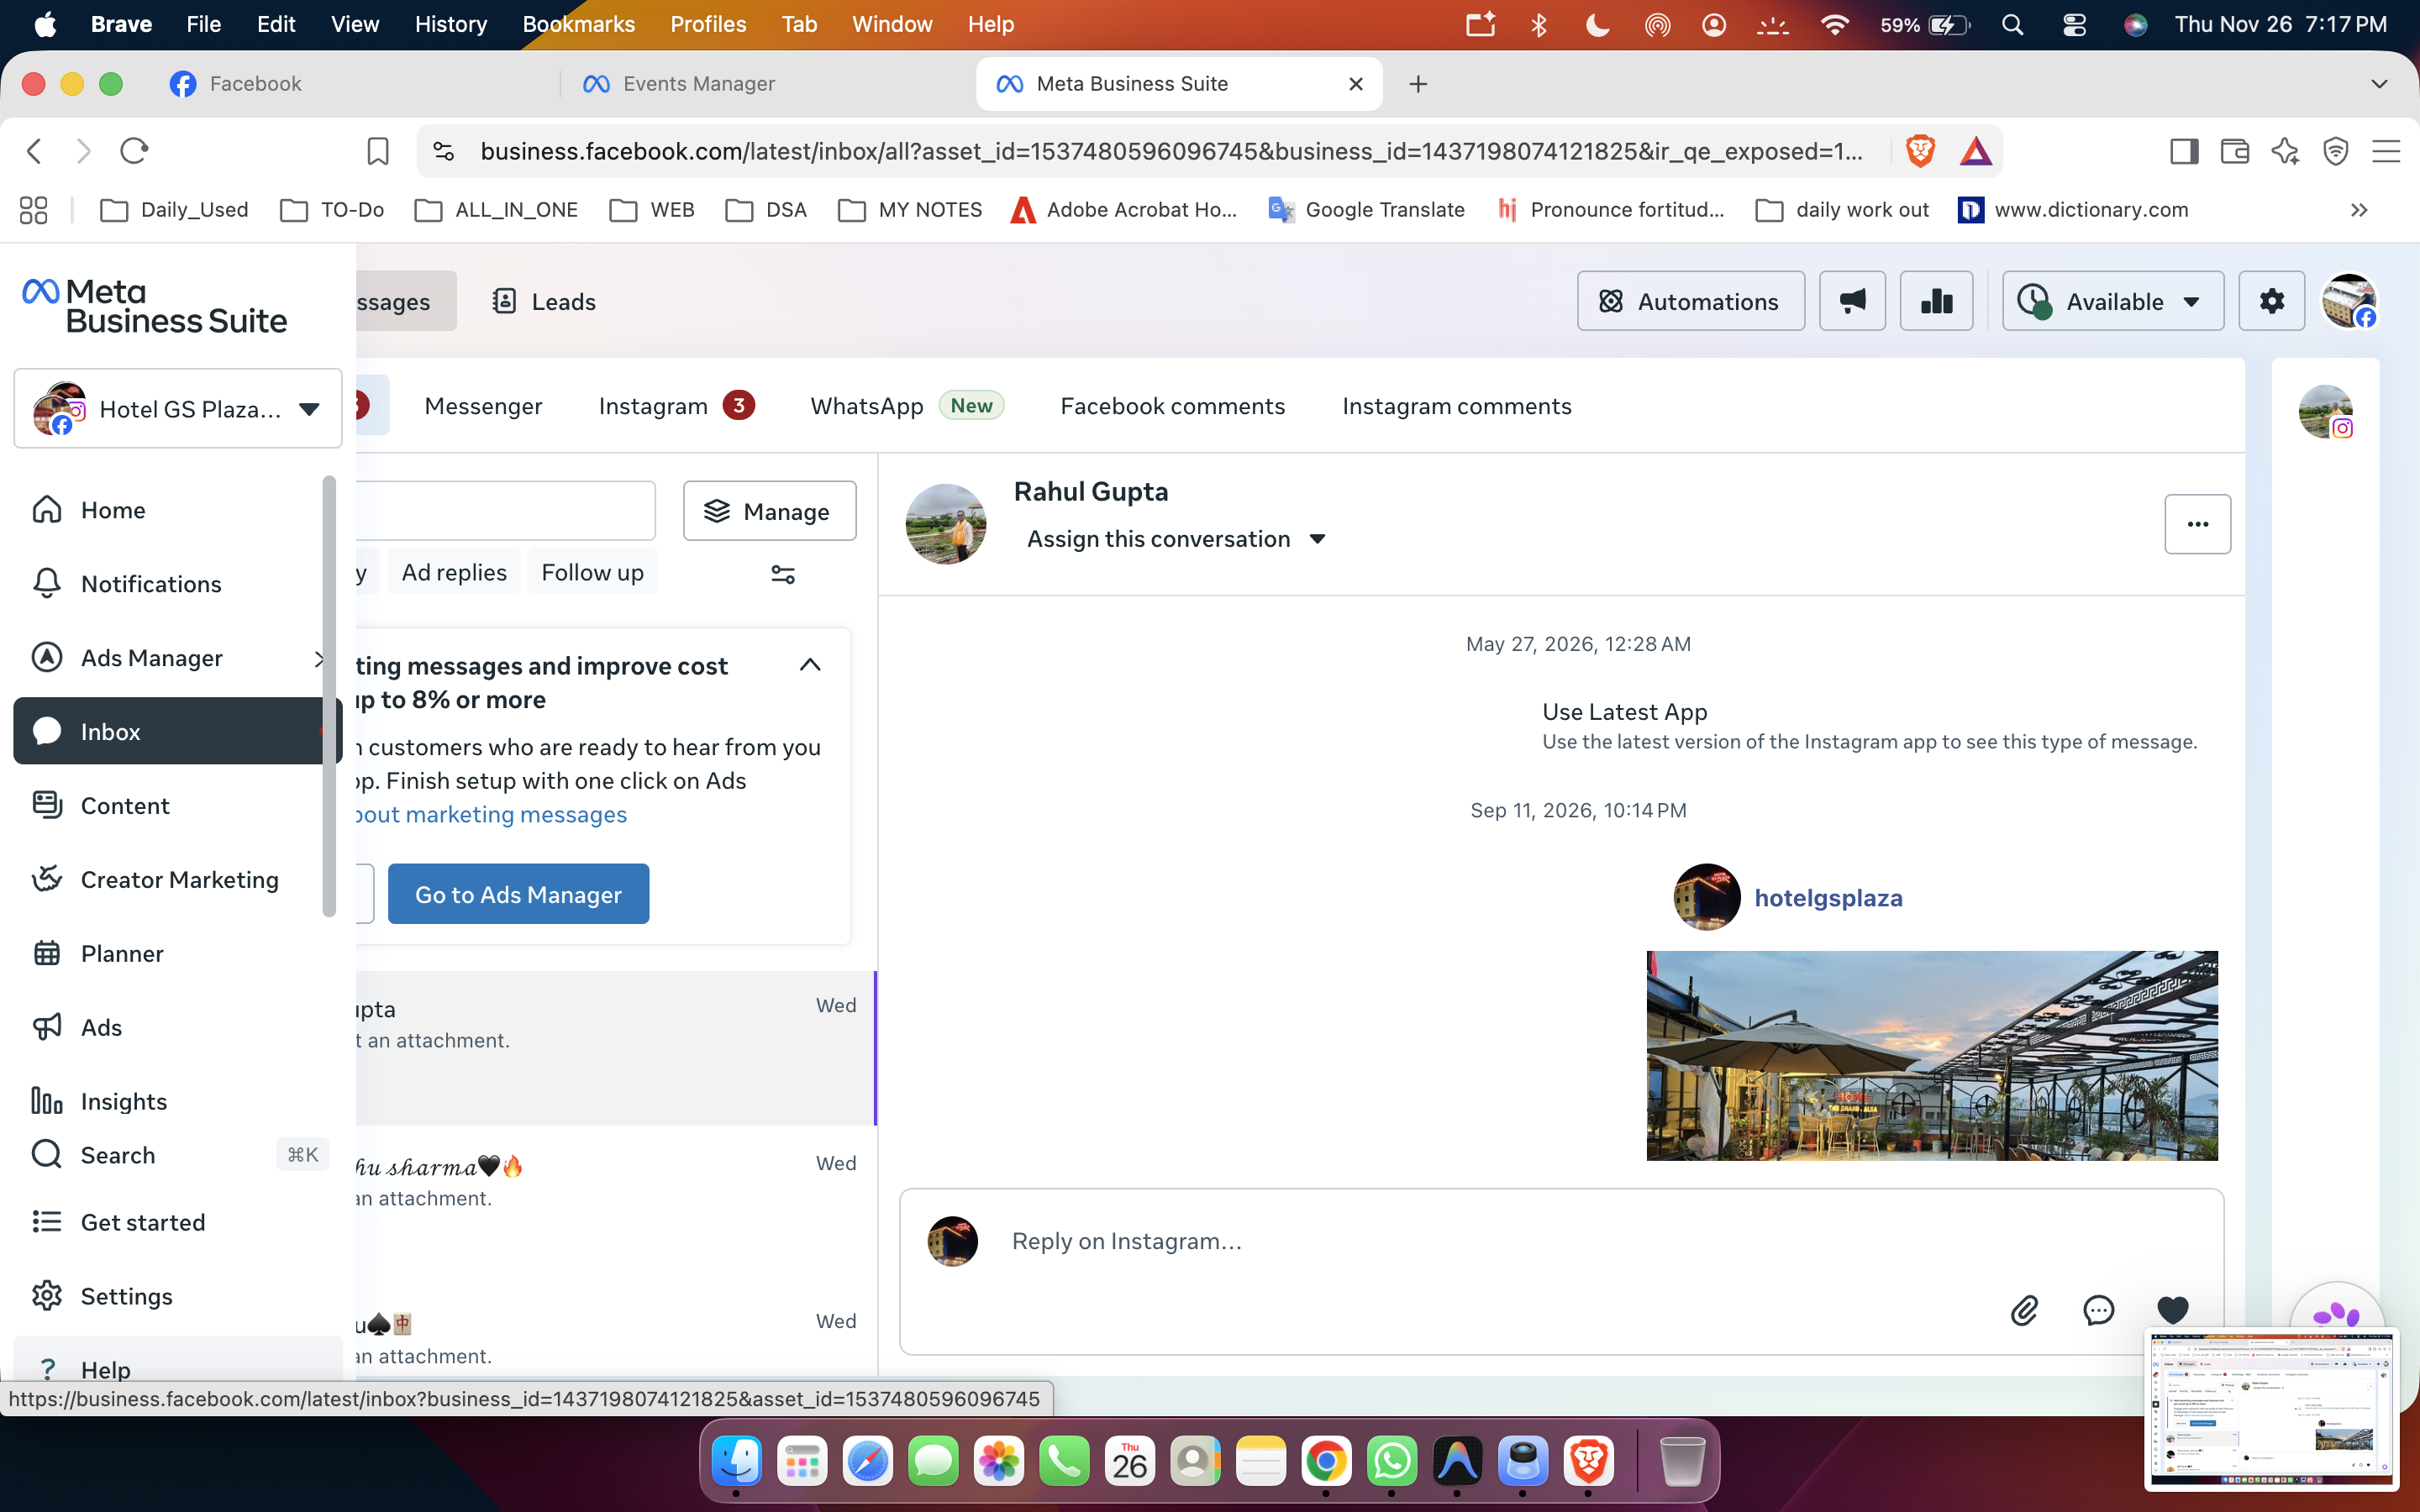 Brave File Edit View History Bookmarks Profiles Tab Window Help 59% Thu Nov 26 7:17 PM
Facebook Events Manager Meta Business Suite
business.facebook.com/latest/inbox/all?asset_id=1537480596096745&business_id=1437198074121825&ir_qe_exposed=1...
Daily_Used TO-Do ALL_IN_ONE WEB DSA MY NOTES Adobe Acrobat Ho... Google Translate Pronounce fortitud... daily work out www.dictionary.com
Meta
Business Suite
Hotel GS Plaza...
Home
Notifications
Ads Manager
Inbox
Content
Creator Marketing
Planner
Ads
Insights
Search ⌘K
Get started
Settings
Help
ssages Leads Automations Available
Messenger Instagram 3 WhatsApp New Facebook comments Instagram comments
Manage
y Ad replies Follow up
ting messages and improve cost
up to 8% or more
n customers who are ready to hear from you
pp. Finish setup with one click on Ads
bout marketing messages
Go to Ads Manager
upta Wed
t an attachment.
hu sharma🖤🔥 Wed
an attachment.
u♠️🀄 Wed
an attachment.
Rahul Gupta
Assign this conversation
May 27, 2026, 12:28 AM
Use Latest App
Use the latest version of the Instagram app to see this type of message.
Sep 11, 2026, 10:14 PM
hotelgsplaza
Reply on Instagram...
https://business.facebook.com/latest/inbox?business_id=1437198074121825&asset_id=1537480596096745
Thu
26